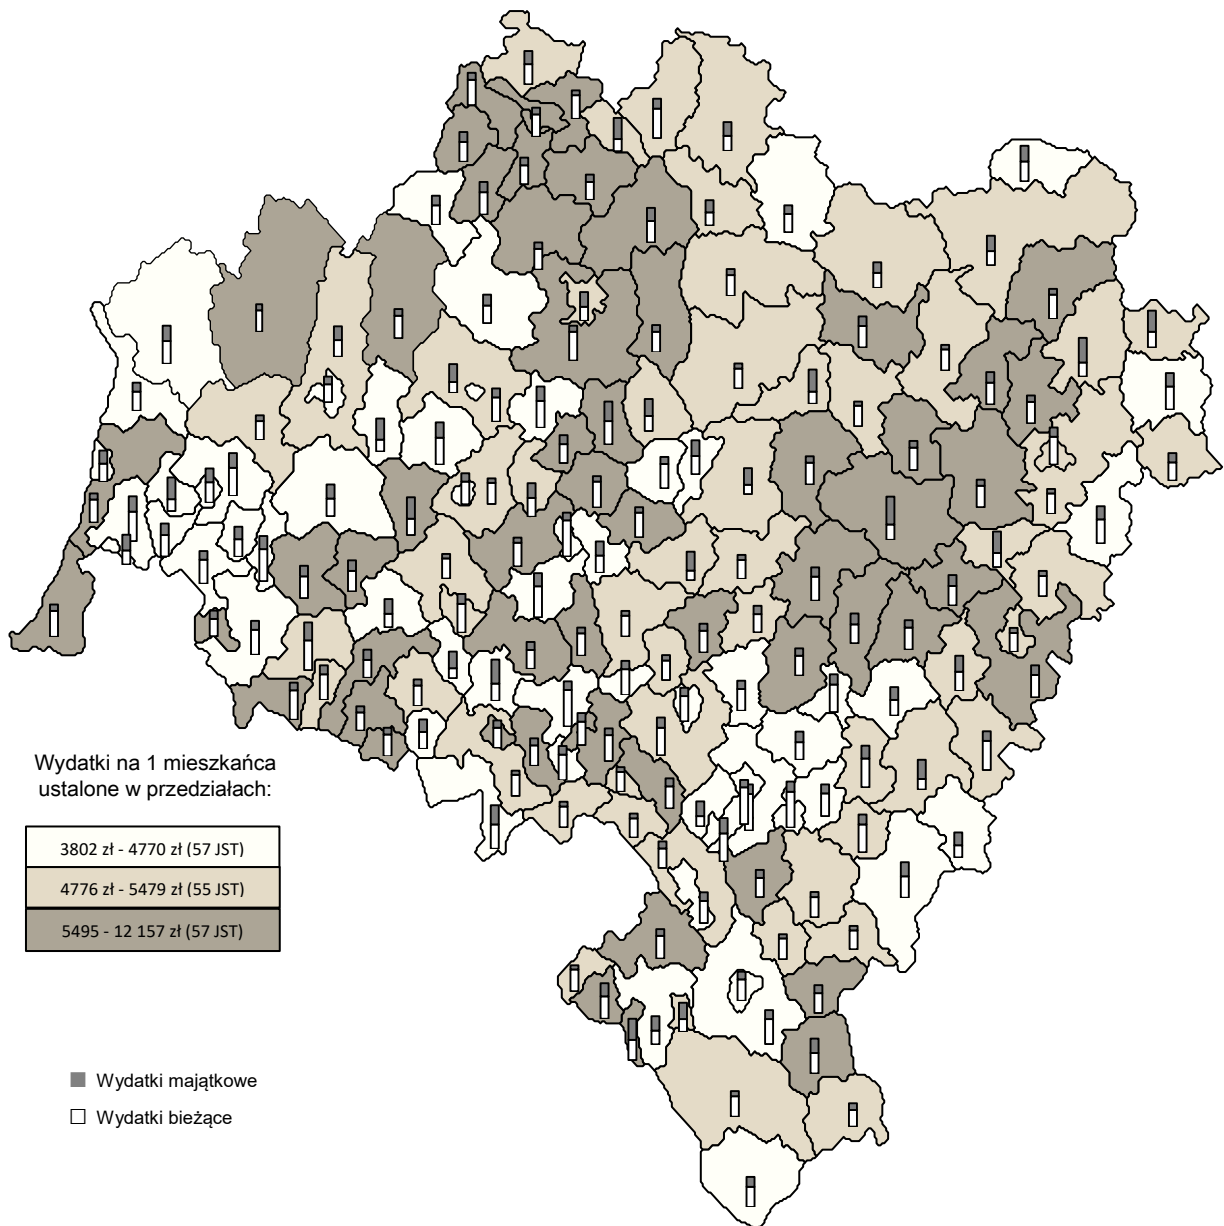 Wydatki na 1 mieszkańca
ustalone w przedziałach:
3802 zł - 4770 zł (57 JST)
4776 zł - 5479 zł (55 JST)
5495 - 12 157 zł (57 JST)
Wydatki majątkowe
Wydatki bieżące